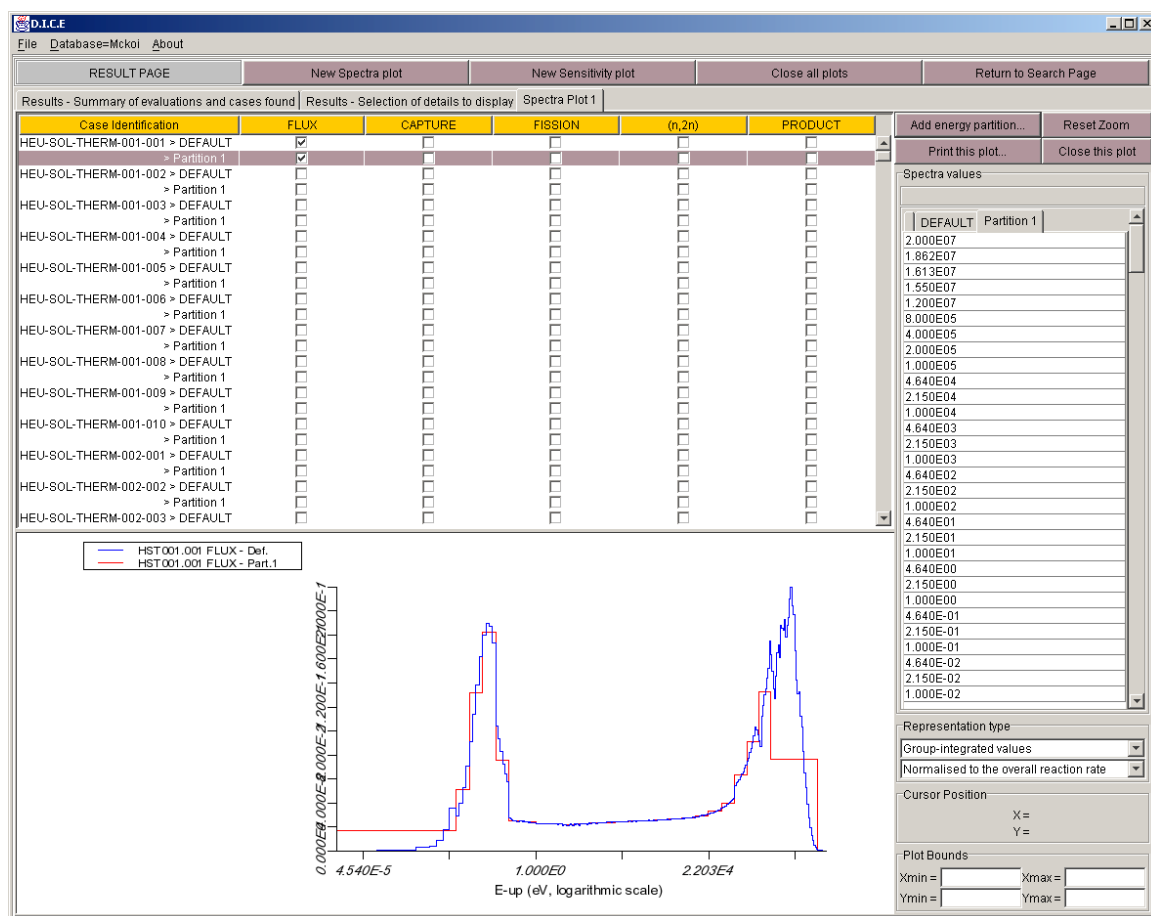 D.I.C.E
File Database=Mckoi About
RESULT PAGE New Spectra plot New Sensitivity plot Close all plots Return to Search Page
Results - Summary of evaluations and cases found Results - Selection of details to display Spectra Plot 1
Case Identification FLUX CAPTURE FISSION (n,2n) PRODUCT
HEU-SOL-THERM-001-001 > DEFAULT
> Partition 1
HEU-SOL-THERM-001-002 > DEFAULT
> Partition 1
HEU-SOL-THERM-001-003 > DEFAULT
> Partition 1
HEU-SOL-THERM-001-004 > DEFAULT
> Partition 1
HEU-SOL-THERM-001-005 > DEFAULT
> Partition 1
HEU-SOL-THERM-001-006 > DEFAULT
> Partition 1
HEU-SOL-THERM-001-007 > DEFAULT
> Partition 1
HEU-SOL-THERM-001-008 > DEFAULT
> Partition 1
HEU-SOL-THERM-001-009 > DEFAULT
> Partition 1
HEU-SOL-THERM-001-010 > DEFAULT
> Partition 1
HEU-SOL-THERM-002-001 > DEFAULT
> Partition 1
HEU-SOL-THERM-002-002 > DEFAULT
> Partition 1
HEU-SOL-THERM-002-003 > DEFAULT
Add energy partition... Reset Zoom
Print this plot... Close this plot
Spectra values
DEFAULT Partition 1
2.000E07
1.862E07
1.613E07
1.550E07
1.200E07
8.000E05
4.000E05
2.000E05
1.000E05
4.640E04
2.150E04
1.000E04
4.640E03
2.150E03
1.000E03
4.640E02
2.150E02
1.000E02
4.640E01
2.150E01
1.000E01
4.640E00
2.150E00
1.000E00
4.640E-01
2.150E-01
1.000E-01
4.640E-02
2.150E-02
1.000E-02
Representation type
Group-integrated values
Normalised to the overall reaction rate
Cursor Position
X =
Y =
Plot Bounds
Xmin = Xmax =
Ymin = Ymax =
HST001.001 FLUX - Def.
HST001.001 FLUX - Part.1
4.540E-5 1.000E0 2.203E4
E-up (eV, logarithmic scale)